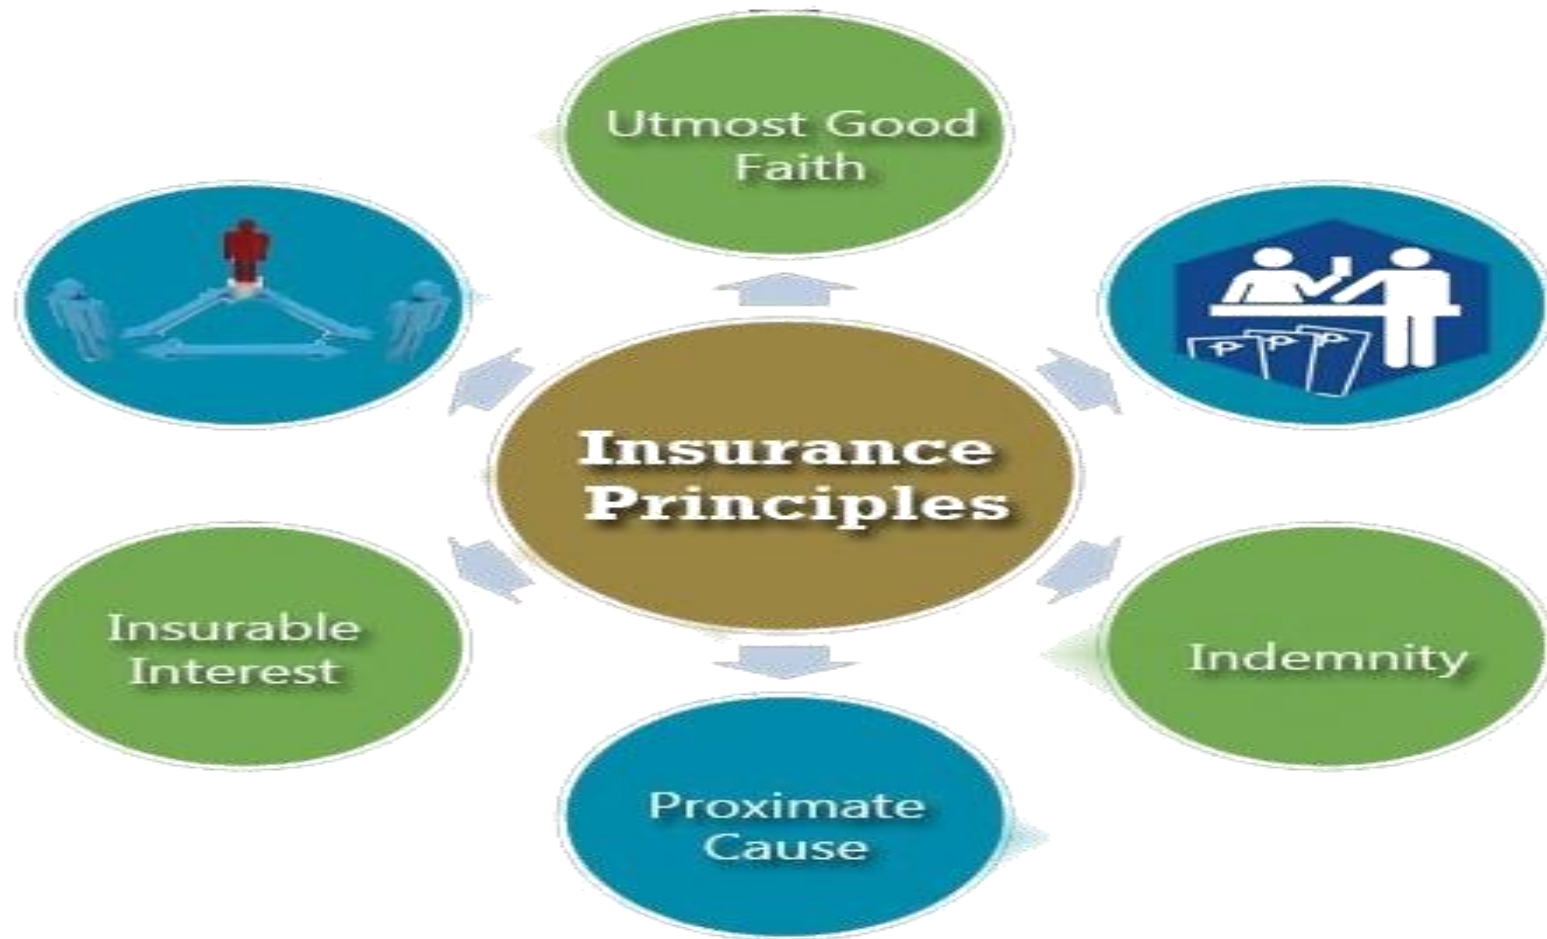 Utmost Good
Faith
Insurance
Principles
Insurable
Interest
Indemnity
Proximate
Cause